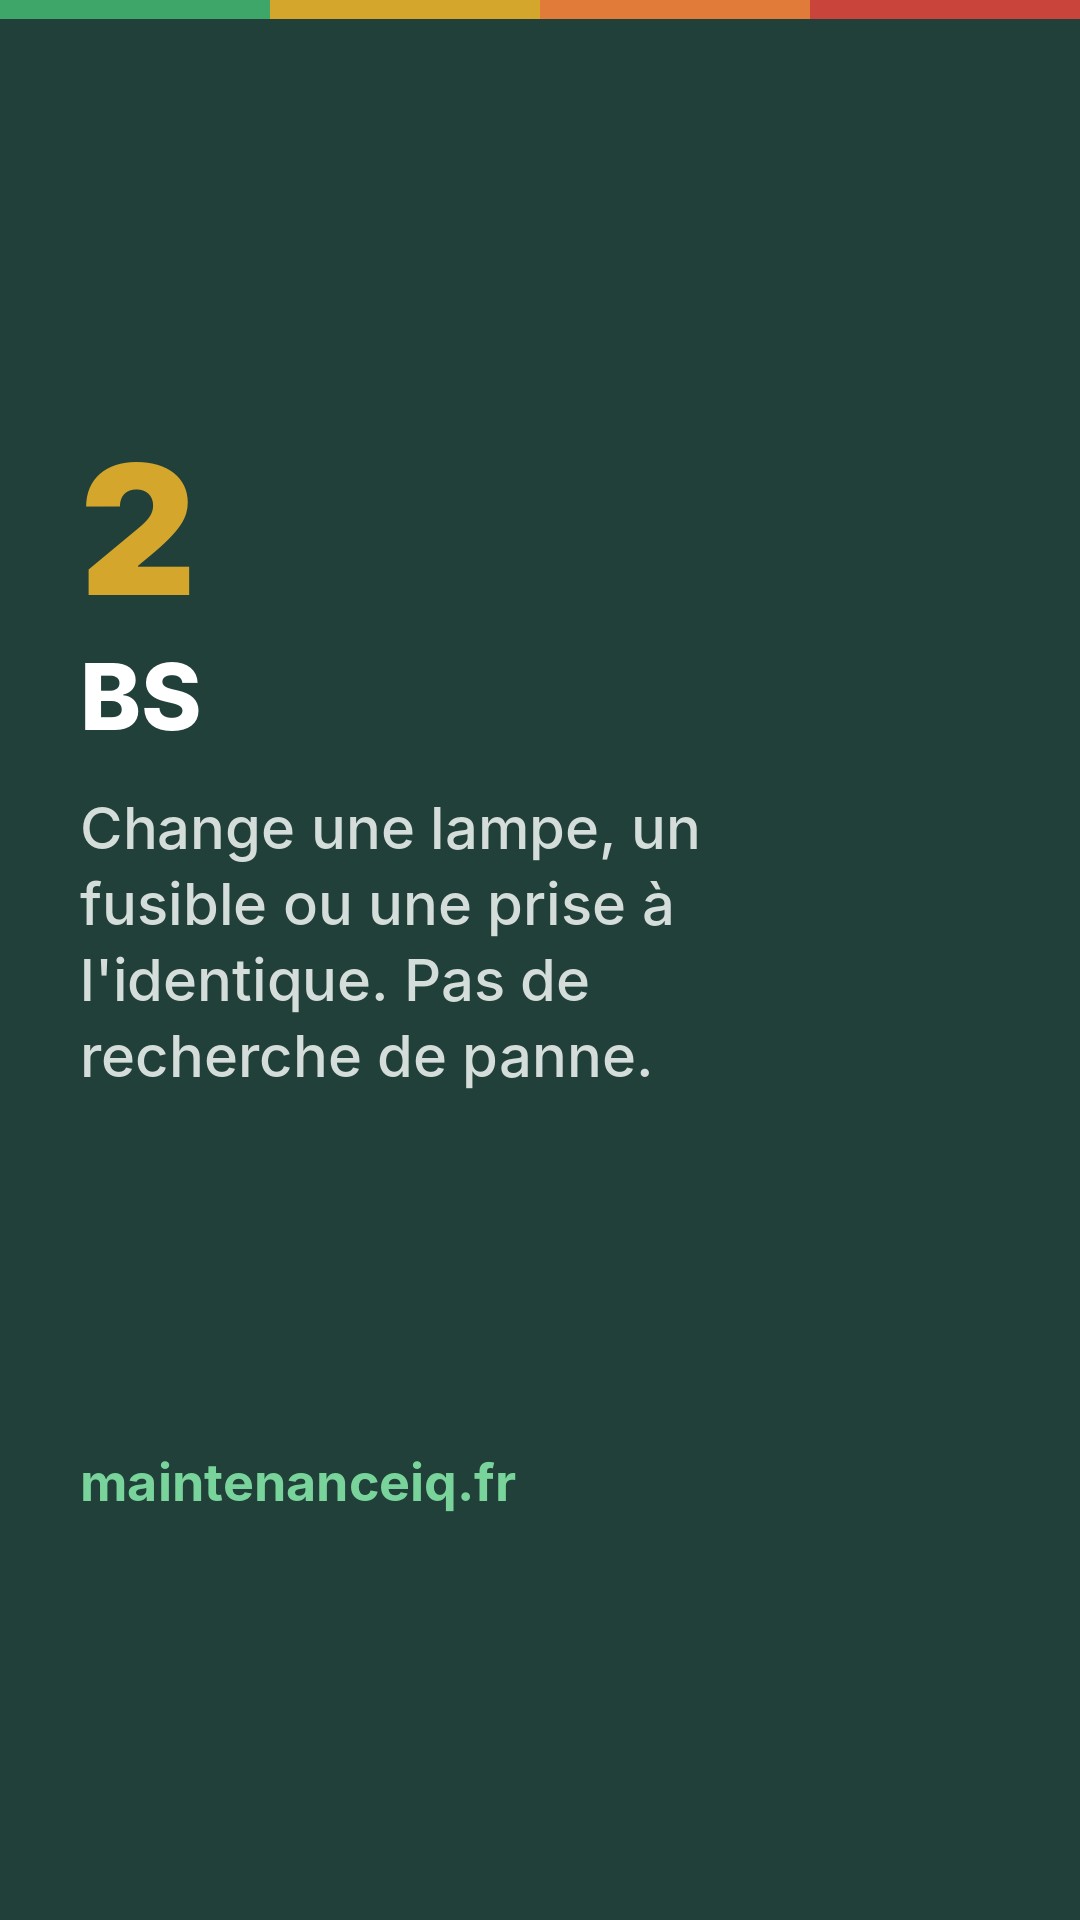 2
BS
Change une lampe, un
fusible ou une prise à
l'identique. Pas de
recherche de panne.
maintenanceiq.fr